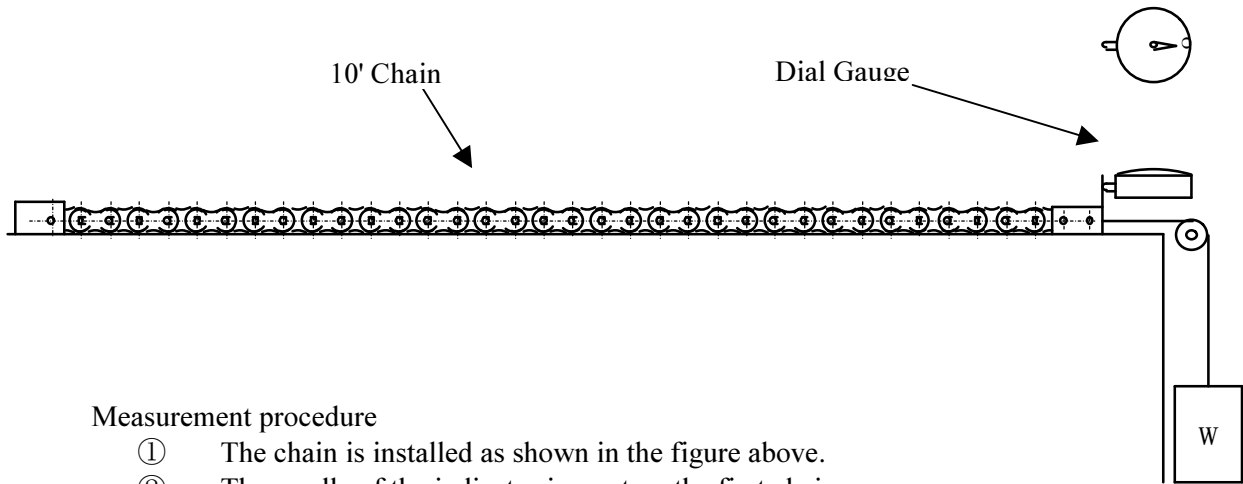 10' Chain
Dial Gauge
W
Measurement procedure
① The chain is installed as shown in the figure above.